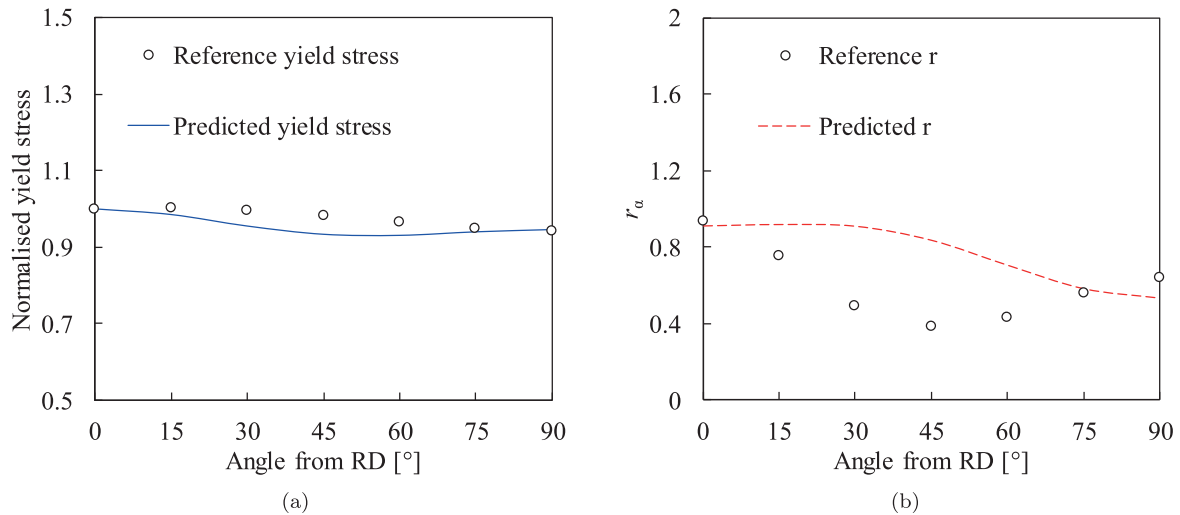 1.5
1.3
1.1
0.9
0.7
0.5
Normalised yield stress
Reference yield stress
Predicted yield stress
0 15 30 45 60 75 90
Angle from RD [°]
(a)
2
1.6
1.2
0.8
0.4
0
rα
Reference r
Predicted r
0 15 30 45 60 75 90
Angle from RD [°]
(b)